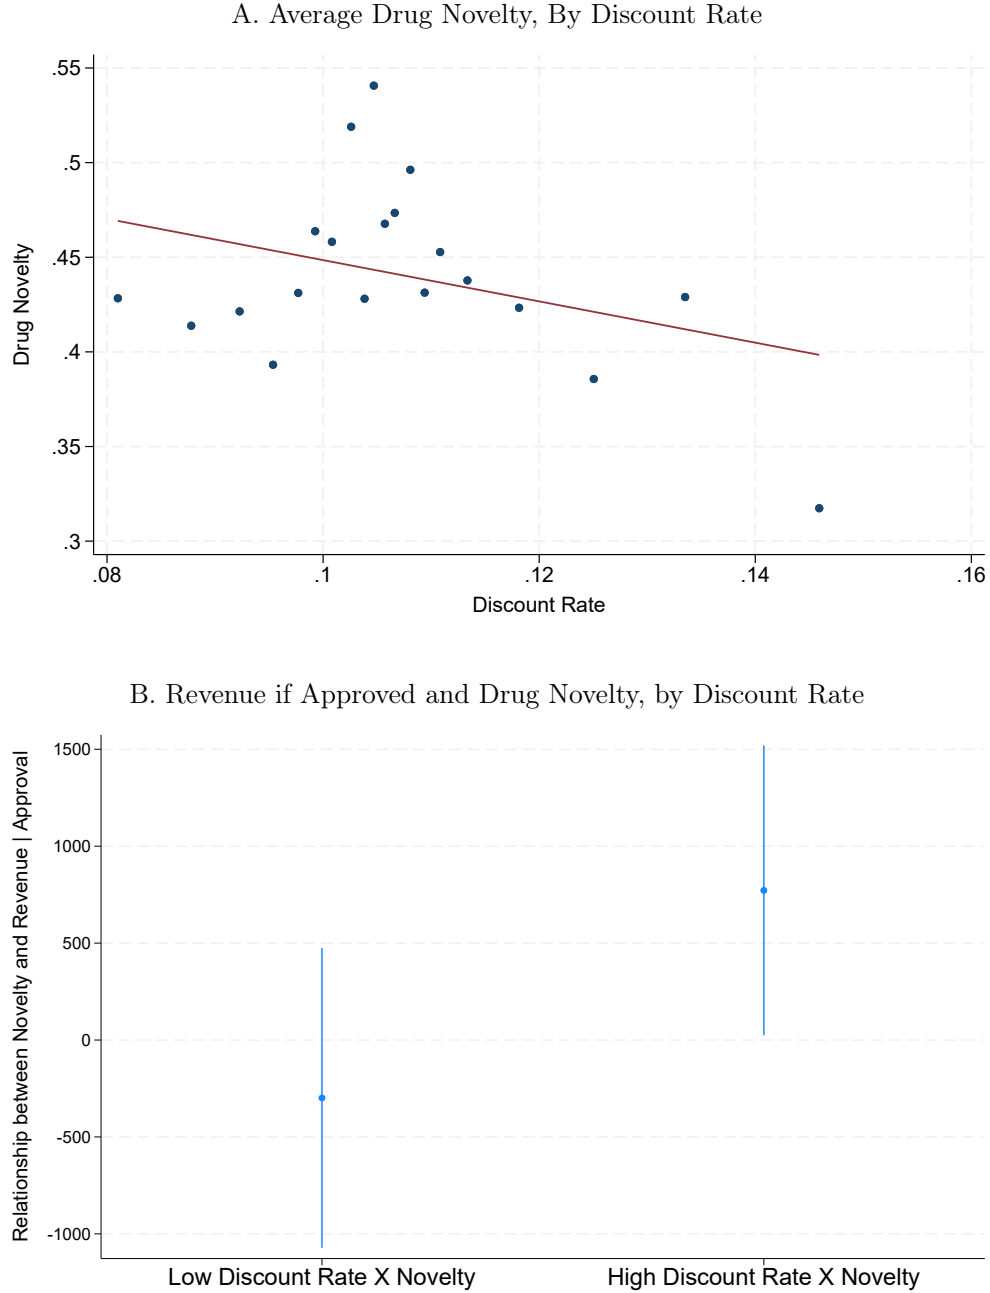 A. Average Drug Novelty, By Discount Rate
.55
.5
.45
.4
.35
.3
Drug Novelty
.08 .1 .12 .14 .16
Discount Rate
B. Revenue if Approved and Drug Novelty, by Discount Rate
1500
1000
500
0
-500
-1000
Relationship between Novelty and Revenue | Approval
Low Discount Rate X Novelty High Discount Rate X Novelty